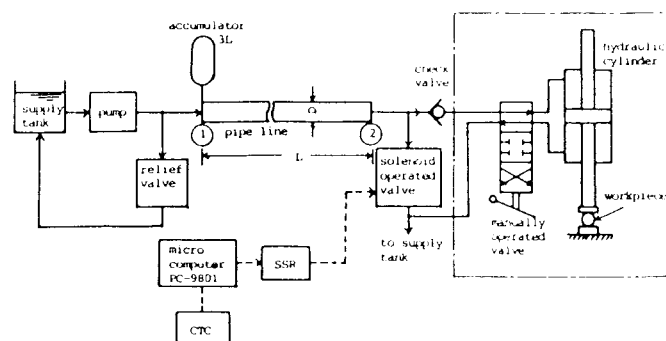 accumulator
3L
hydraulic
cylinder
check
valve
supply
tank
pump
D
1
pipe line
2
L
relief
valve
solenoid
operated
valve
workpiece
manually
operated
valve
to supply
tank
micro
computer
PC-9801
SSR
CTC